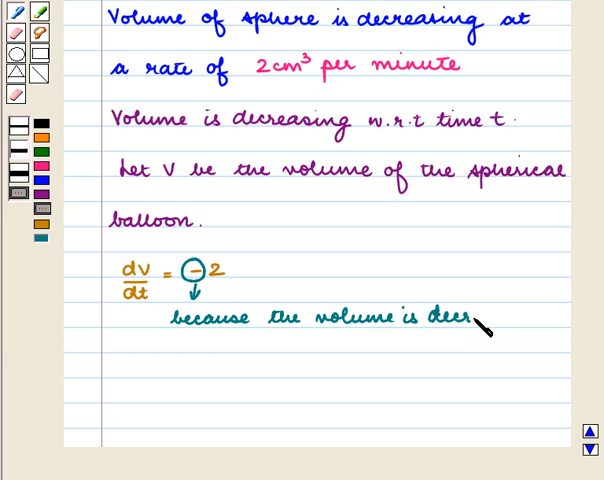 Volume of sphere is decreasing at
a rate of 2cm³ per minute
Volume is decreasing w.r.t time t.
Let V be the volume of the spherical
balloon.
dv/dt = -2
because the volume is decr